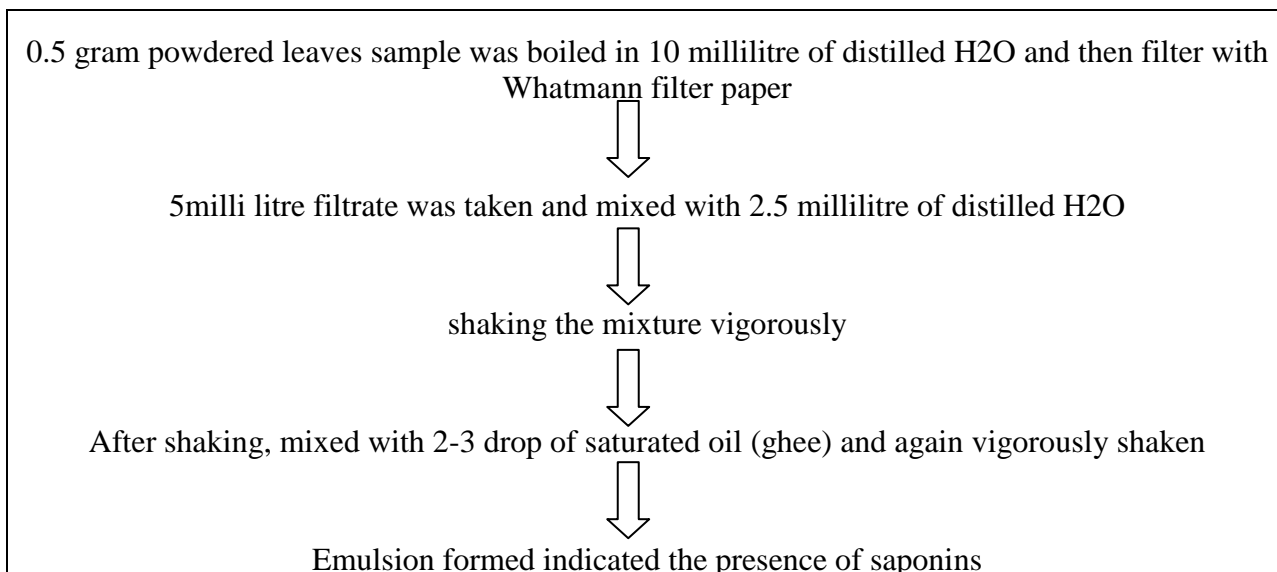 0.5 gram powdered leaves sample was boiled in 10 millilitre of distilled H2O and then filter with
Whatmann filter paper
5milli litre filtrate was taken and mixed with 2.5 millilitre of distilled H2O
shaking the mixture vigorously
After shaking, mixed with 2-3 drop of saturated oil (ghee) and again vigorously shaken
Emulsion formed indicated the presence of saponins